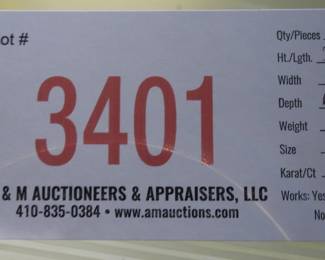 ot #
3401
& M AUCTIONEERS & APPRAISERS, LLC
410-835-0384 • www.amauctions.com
Qty/Pieces
Ht./Lgth.
Width
Depth
Weight
Size
Karat/Ct
Works: Yes
No